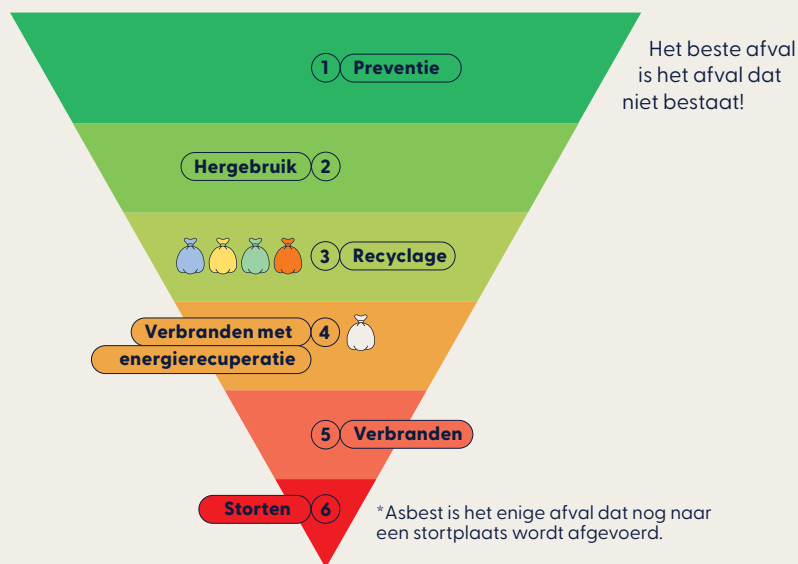 1 Preventie
Het beste afval
is het afval dat
niet bestaat!
Hergebruik 2
3 Recyclage
Verbranden met 4
energierecuperatie
5 Verbranden
Storten 6
*Asbest is het enige afval dat nog naar
een stortplaats wordt afgevoerd.